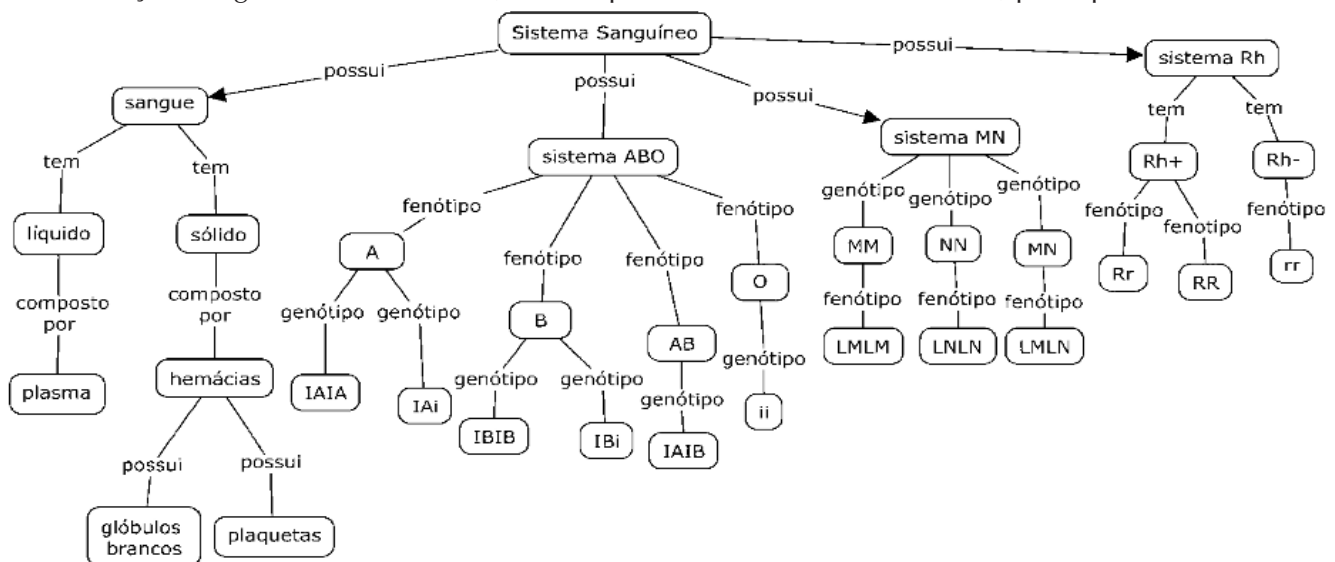 Sistema Sanguíneo
possui
possui
possui
possui
sangue
sistema ABO
sistema MN
sistema Rh
tem
tem
líquido
sólido
composto
por
composto
por
plasma
hemácias
possui
possui
glóbulos
brancos
plaquetas
fenótipo
fenótipo
fenótipo
fenótipo
A
B
AB
O
genótipo
genótipo
IAIA
IAi
genótipo
genótipo
IBIB
IBi
genótipo
IAIB
genótipo
ii
genótipo
genótipo
genótipo
MM
NN
MN
fenótipo
fenótipo
fenótipo
LMLM
LNLN
LMLN
tem
tem
Rh+
Rh-
fenótipo
fenotipo
fenótipo
Rr
RR
rr